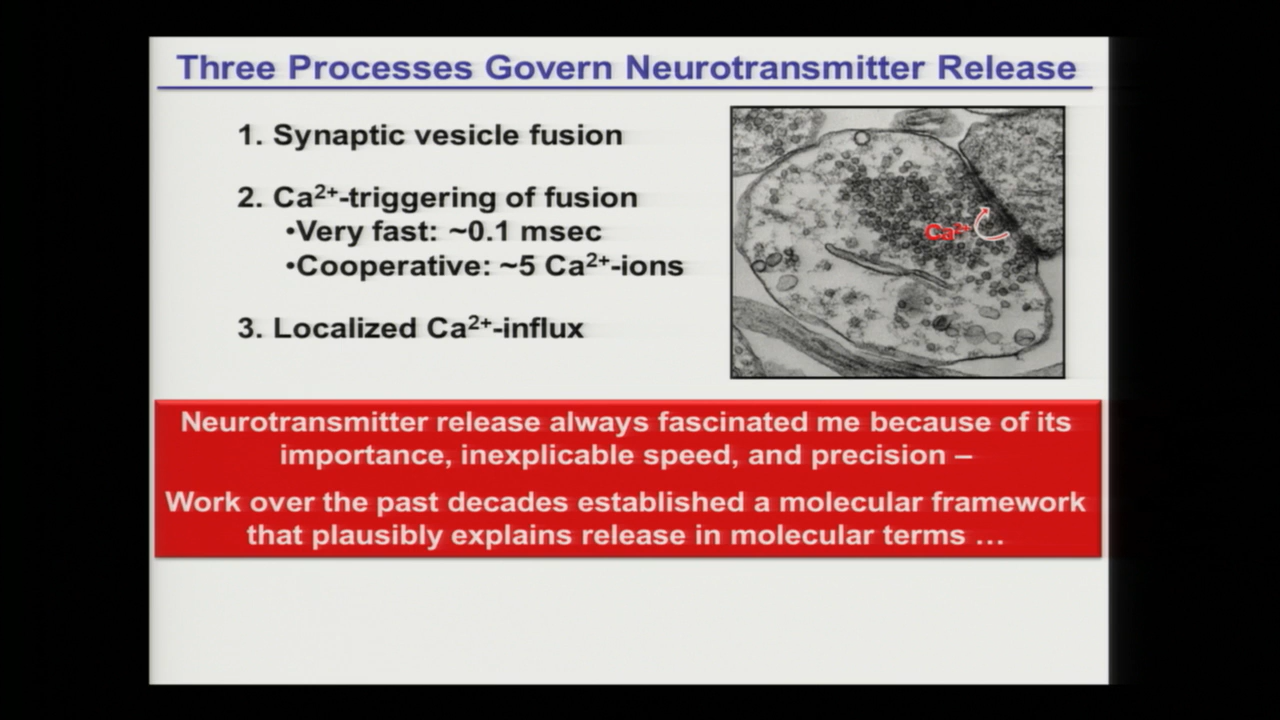 Three Processes Govern Neurotransmitter Release
1. Synaptic vesicle fusion
2. Ca²⁺-triggering of fusion
•Very fast: ~0.1 msec
•Cooperative: ~5 Ca²⁺-ions
3. Localized Ca²⁺-influx
Ca²⁺
Neurotransmitter release always fascinated me because of its
importance, inexplicable speed, and precision –
Work over the past decades established a molecular framework
that plausibly explains release in molecular terms …